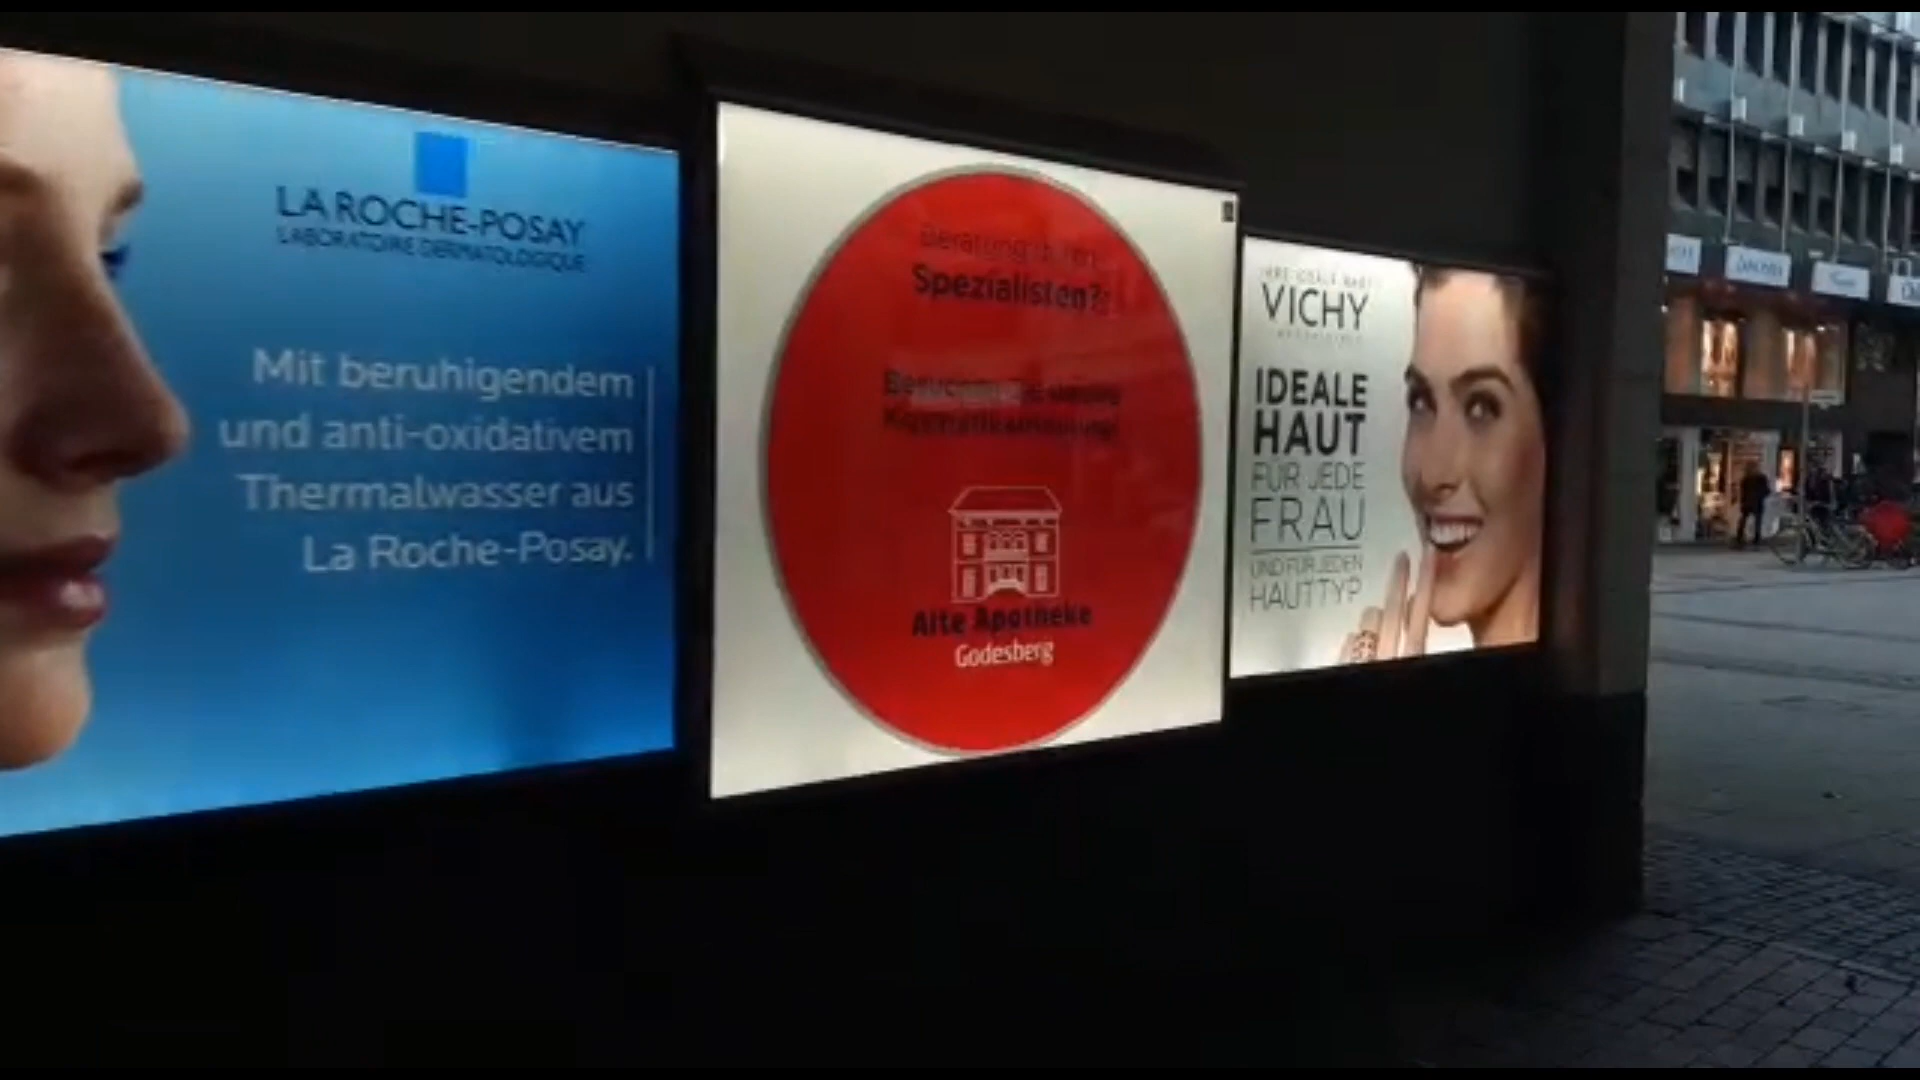 LA ROCHE-POSAY
LABORATOIRE DERMATOLOGIQUE
Mit beruhigendem
und anti-oxidativem
Thermalwasser aus
La Roche-Posay.
Spezialisten?
Alte Apotheke
Godesberg
VICHY
IDEALE
HAUT
FÜR JEDE
FRAU
UND FÜR JEDEN
HAUTTYP